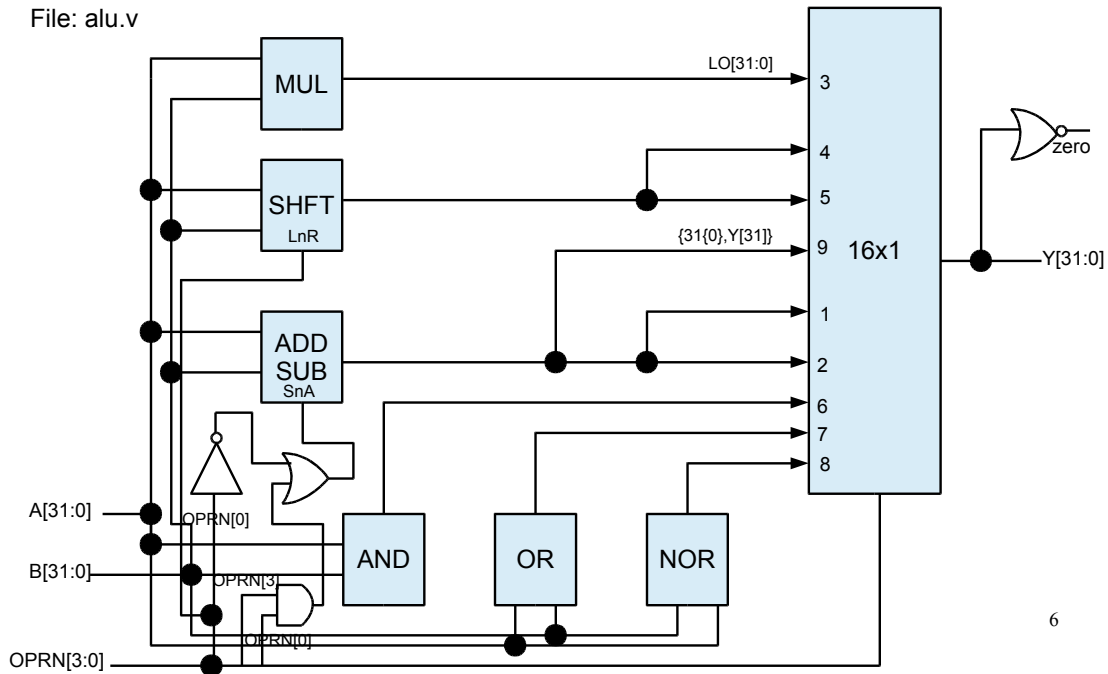 File: alu.v
MUL
LO[31:0]
3
4
SHFT
LnR
5
{31{0},Y[31]}
9
16x1
zero
Y[31:0]
1
ADD
SUB
SnA
2
6
7
8
A[31:0]
OPRN[0]
AND
OR
NOR
B[31:0]
OPRN[3]
OPRN[0]
OPRN[3:0]
6